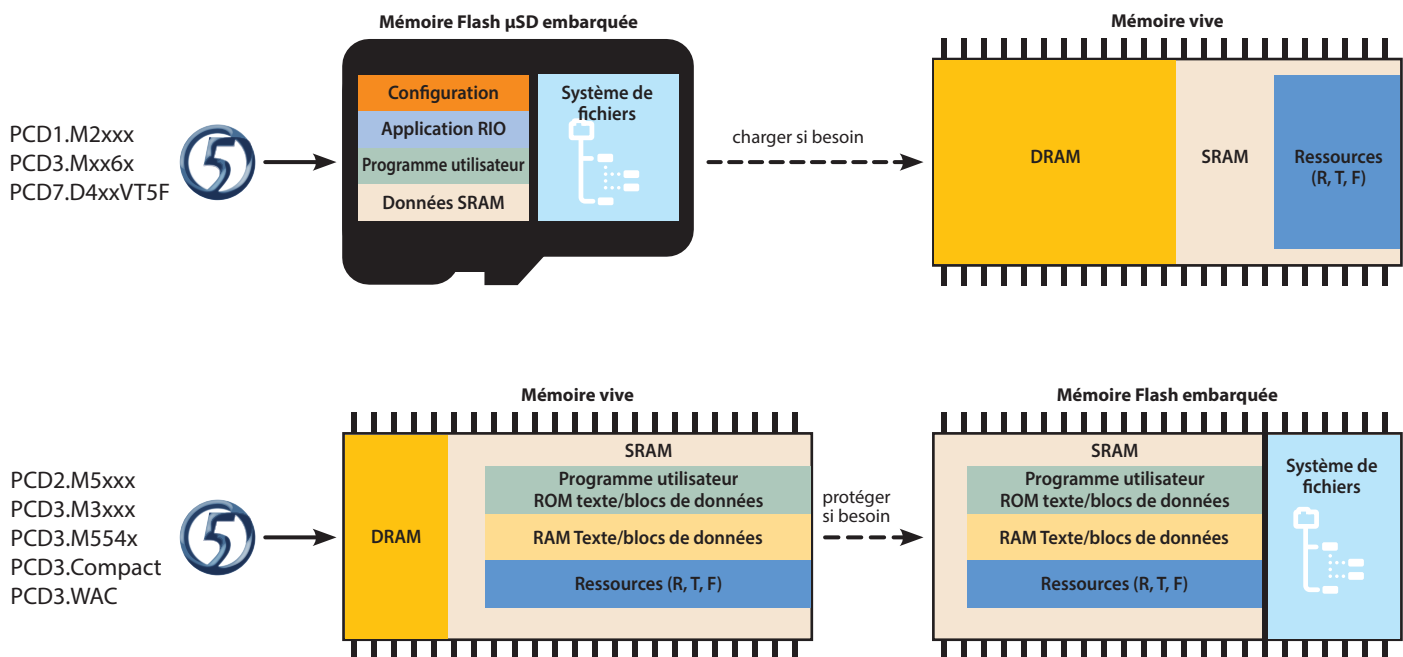 Mémoire Flash µSD embarquée
Mémoire vive
PCD1.M2xxx
PCD3.Mxx6x
PCD7.D4xxVT5F
5
Configuration
Application RIO
Programme utilisateur
Données SRAM
Système de
fichiers
charger si besoin
DRAM
SRAM
Ressources
(R, T, F)
Mémoire vive
Mémoire Flash embarquée
PCD2.M5xxx
PCD3.M3xxx
PCD3.M554x
PCD3.Compact
PCD3.WAC
5
DRAM
SRAM
Programme utilisateur
ROM texte/blocs de données
RAM Texte/blocs de données
Ressources (R, T, F)
protéger
si besoin
SRAM
Programme utilisateur
ROM texte/blocs de données
RAM Texte/blocs de données
Ressources (R, T, F)
Système de
fichiers